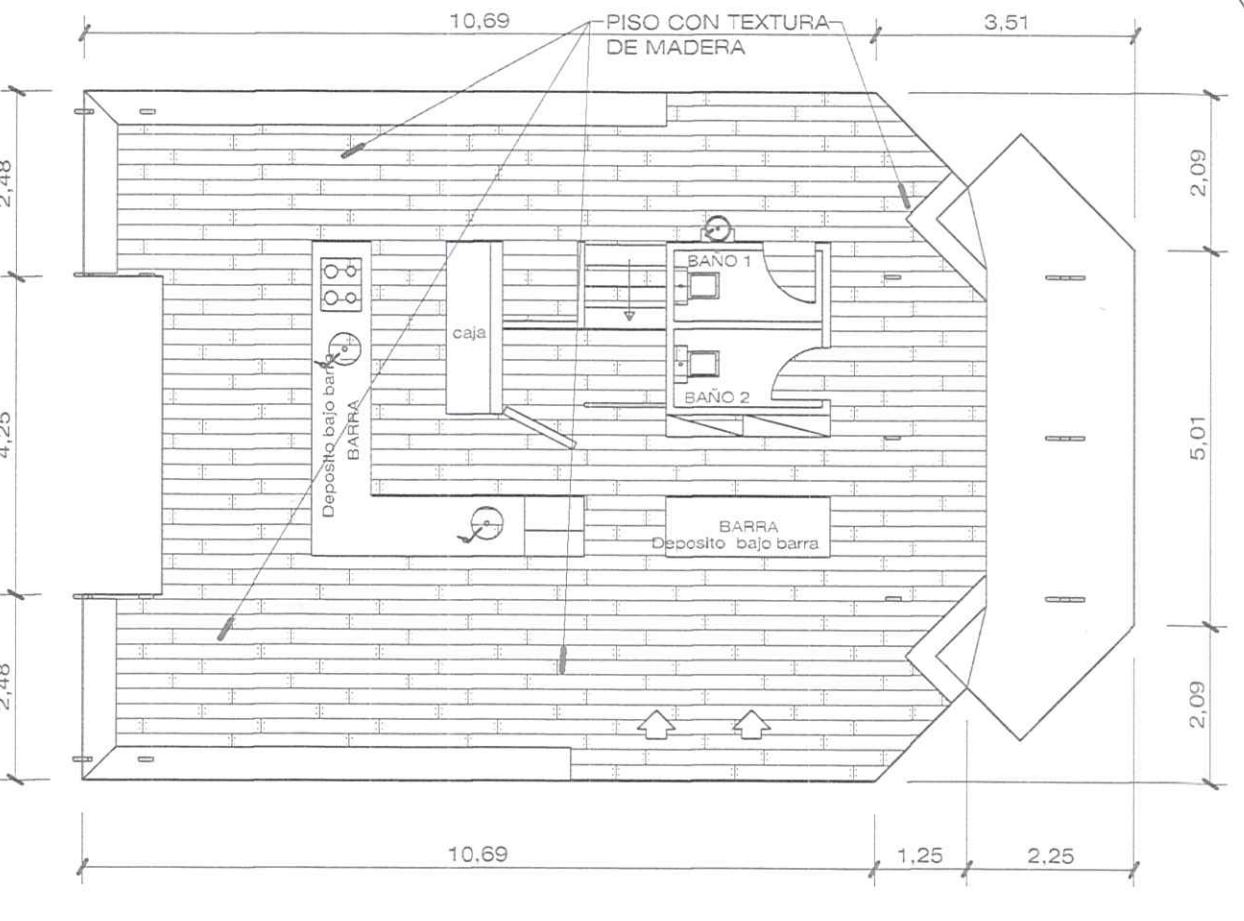 10,69
PISO CON TEXTURA
DE MADERA
3,51
2,48
2,09
BAÑO 1
caja
Deposito bajo barra
BARRA
BAÑO 2
4,25
5,01
BARRA
Deposito bajo barra
2,48
2,09
10,69
1,25
2,25